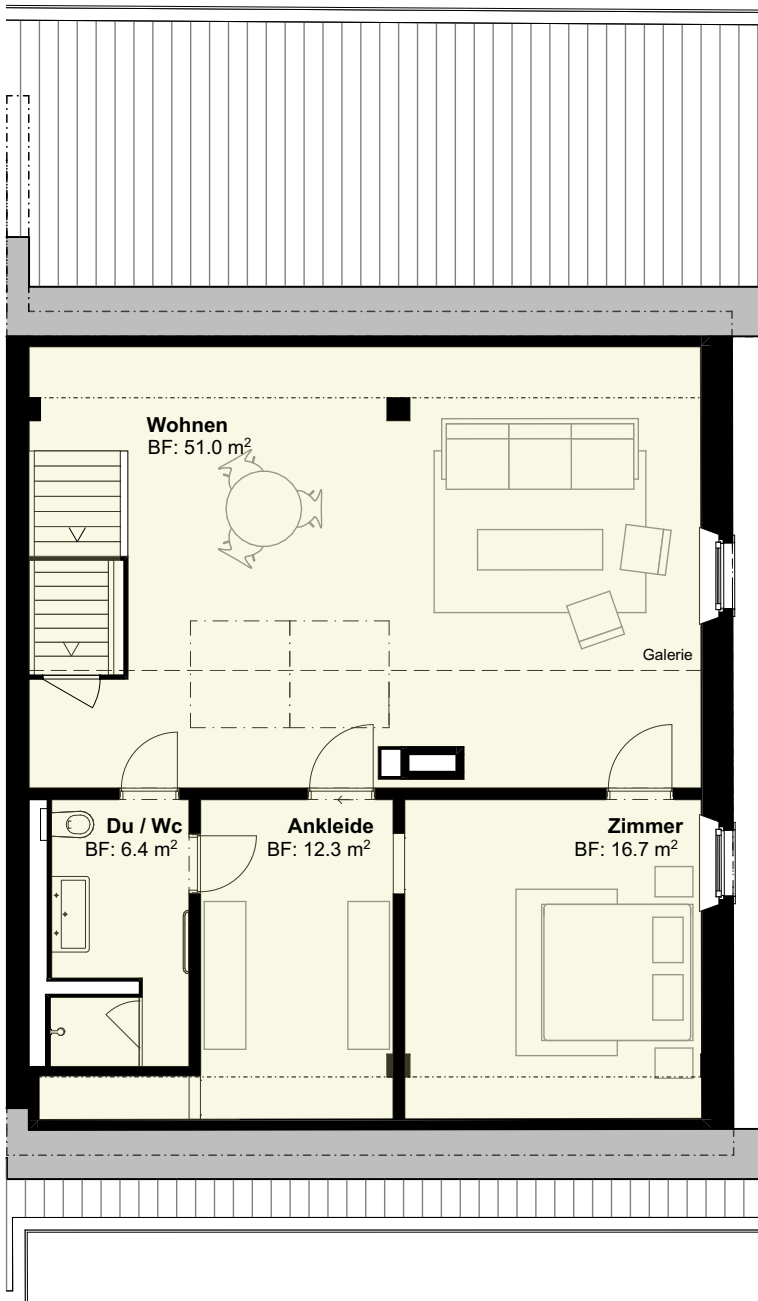 Wohnen
BF: 51.0 m²
Galerie
Du / Wc
BF: 6.4 m²
Ankleide
BF: 12.3 m²
Zimmer
BF: 16.7 m²